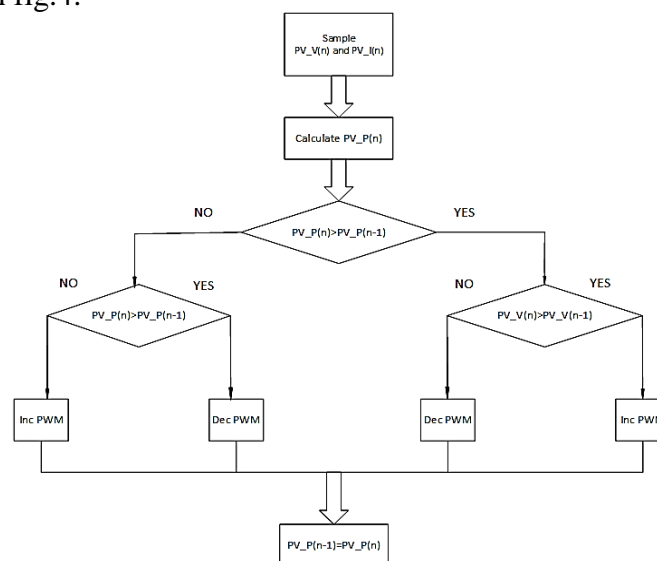 Fig.4.
Sample
PV_V(n) and PV_I(n)
Calculate PV_P(n)
NO
YES
PV_P(n)>PV_P(n-1)
NO
YES
NO
YES
PV_P(n)>PV_P(n-1)
PV_V(n)>PV_V(n-1)
Inc PWM
Dec PWM
Dec PWM
Inc PWM
PV_P(n-1)=PV_P(n)